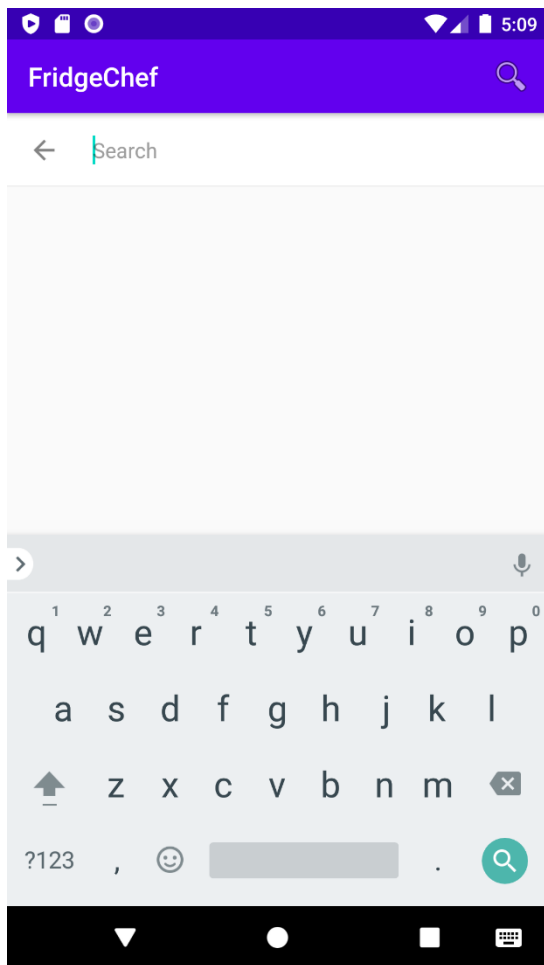 5:09
FridgeChef
Search
1 2 3 4 5 6 7 8 9 0
q w e r t y u i o p
a s d f g h j k l
z x c v b n m
?123 , .